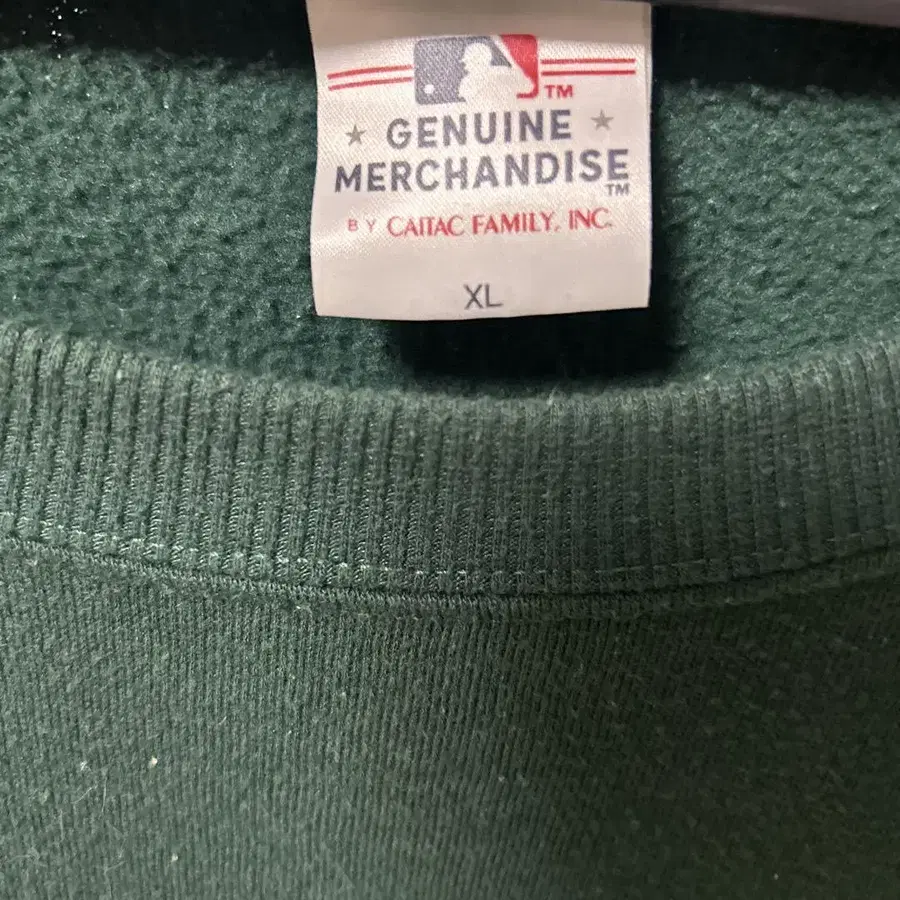 TM
GENUINE
MERCHANDISE
TM
BY CAITAC FAMILY, INC.
XL